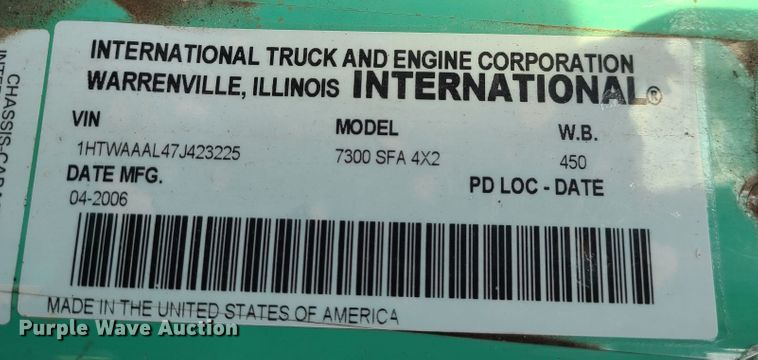 INTERNATIONAL TRUCK AND ENGINE CORPORATION
WARRENVILLE, ILLINOIS INTERNATIONAL®
VIN MODEL W.B.
1HTWAAAL47J423225 7300 SFA 4X2 450
DATE MFG. PD LOC - DATE
04-2006
MADE IN THE UNITED STATES OF AMERICA
Purple Wave Auction